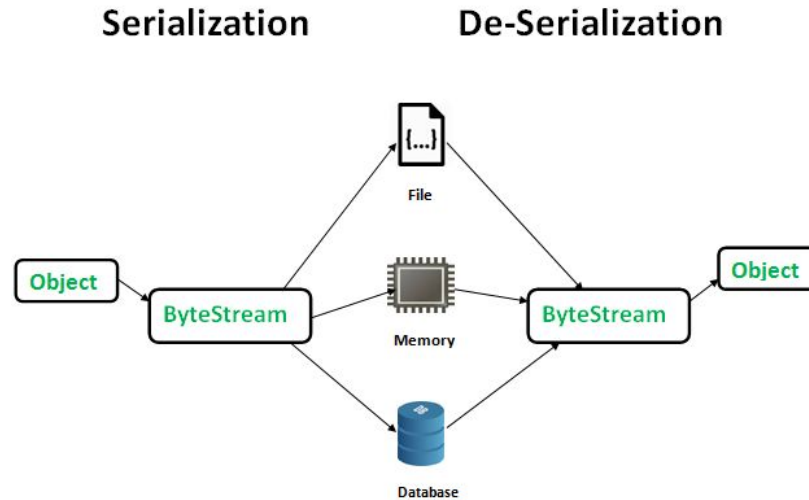 Serialization
De-Serialization
{...}
File
Object
ByteStream
Memory
ByteStream
Object
Database